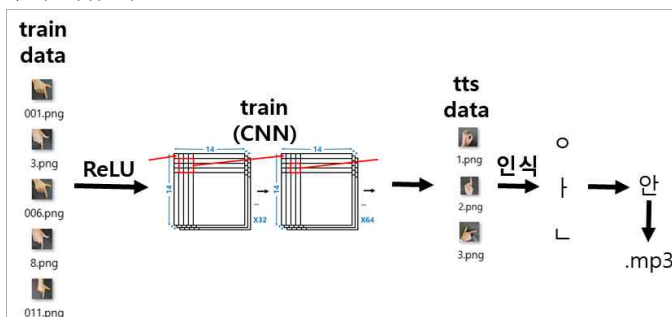 train
data
001.png
3.png
006.png
8.png
011.png
ReLU
train
(CNN)
14
14
X32
14
14
X64
tts
data
1.png
2.png
3.png
인식
ㅇ
ㅏ
ㄴ
안
.mp3